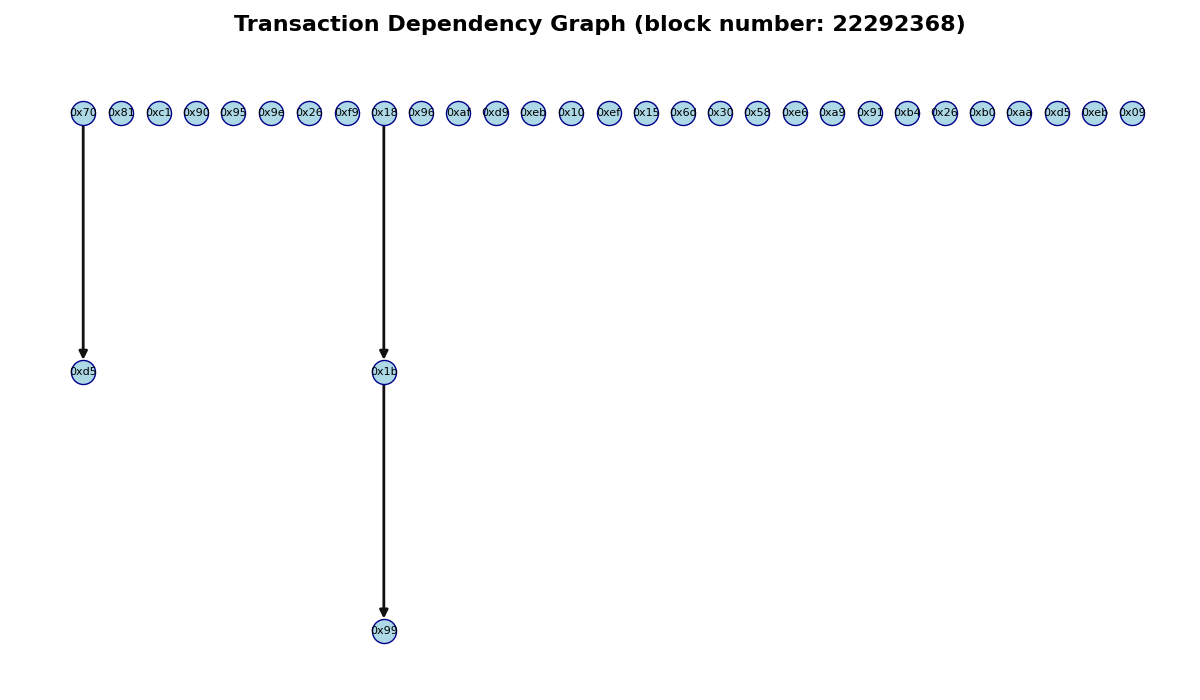 Transaction Dependency Graph (block number: 22292368)
0x70 0x81 0xc1 0x90 0x95 0x9e 0x26 0xf9 0x18 0x96 0xaf 0xd9 0xeb 0x10 0xef 0x15 0x6d 0x30 0x58 0xe6 0xa9 0x91 0xb4 0x26 0xb0 0xaa 0xd5 0xeb 0x09
0xd5 0x1b
0x99